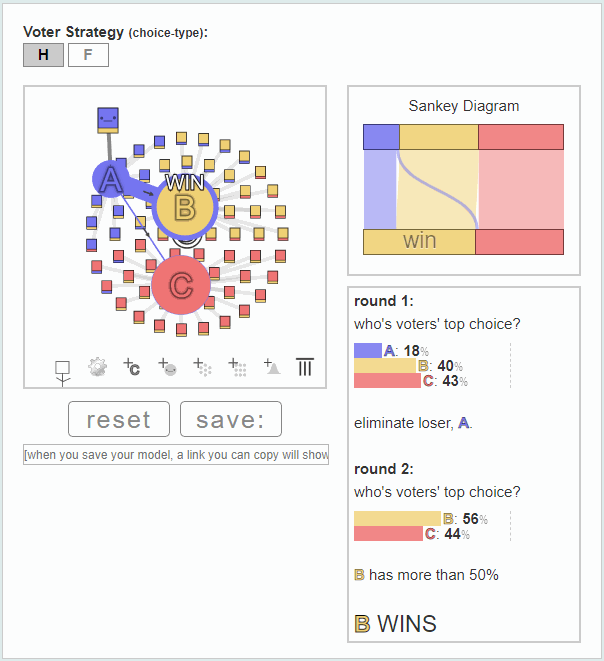 Voter Strategy (choice-type):
H F
A
WIN
B
C
+C + + + +
reset save:
[when you save your model, a link you can copy will show
Sankey Diagram
win
round 1:
who's voters' top choice?
A: 18%
B: 40%
C: 43%
eliminate loser, A.
round 2:
who's voters' top choice?
B: 56%
C: 44%
B has more than 50%
B WINS